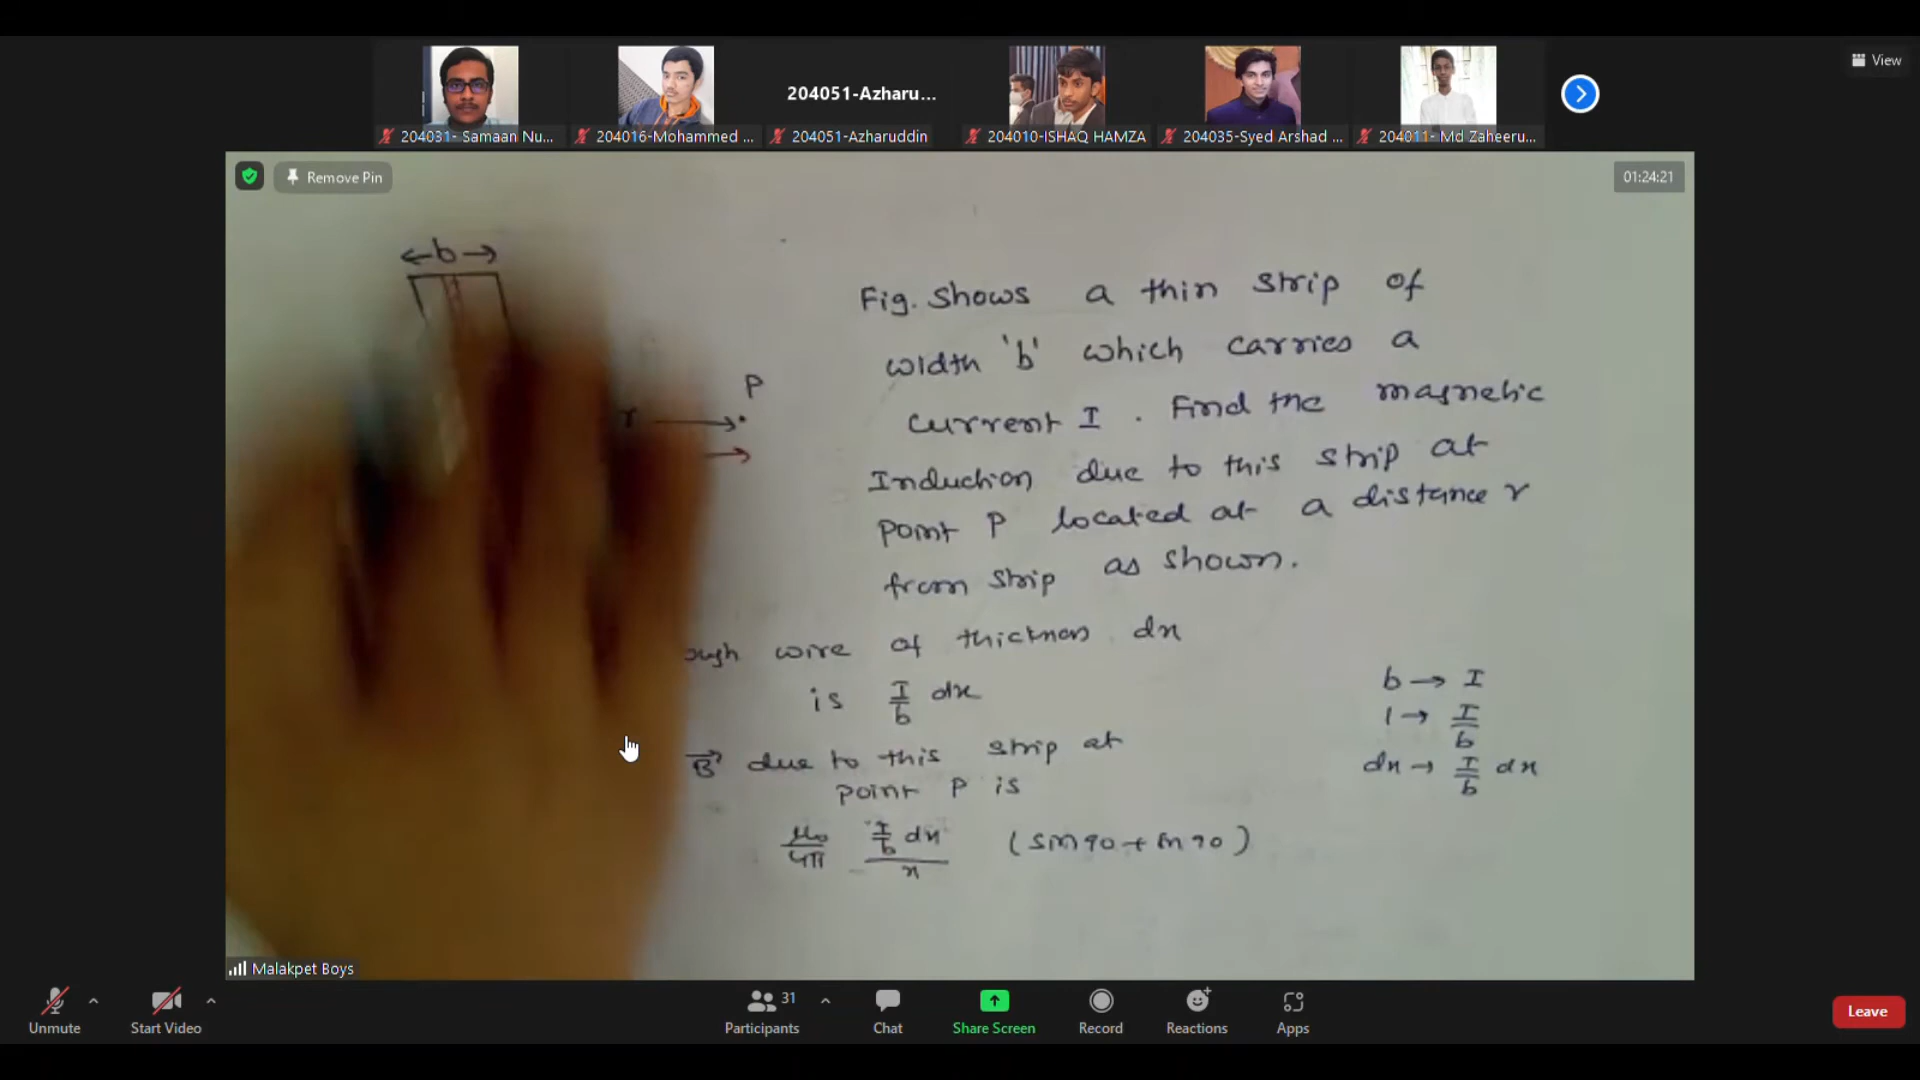 View
204051-Azharu...
204031- Samaan Nu...
204016-Mohammed ...
204051-Azharuddin
204010-ISHAQ HAMZA
204035-Syed Arshad ...
204011- Md Zaheeru...
Remove Pin
01:24:21
←b→
Fig. Shows a thin strip of
width 'b' which carries a
P
current I . Find the magnetic
r
Induction due to this strip at
point P located at a distance r
from strip as shown.
ough wire of thickness dx
is I/b dx
b → I
1 → I/b
B⃗ due to this strip at
dx → I/b dx
point P is
μ₀/4π (I/b dx)/x (sin90+sin90)
Malakpet Boys
Unmute
Start Video
Participants
31
Chat
Share Screen
Record
Reactions
Apps
Leave